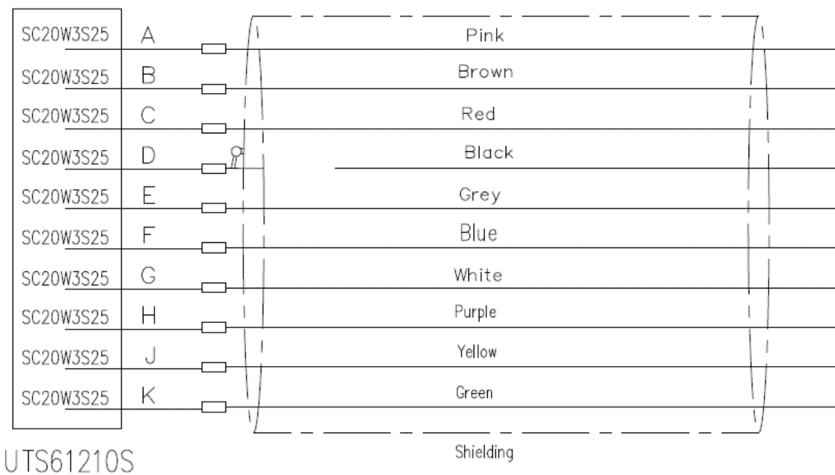 SC20W3S25 A Pink
SC20W3S25 B Brown
SC20W3S25 C Red
SC20W3S25 D Black
SC20W3S25 E Grey
SC20W3S25 F Blue
SC20W3S25 G White
SC20W3S25 H Purple
SC20W3S25 J Yellow
SC20W3S25 K Green
UTS61210S Shielding